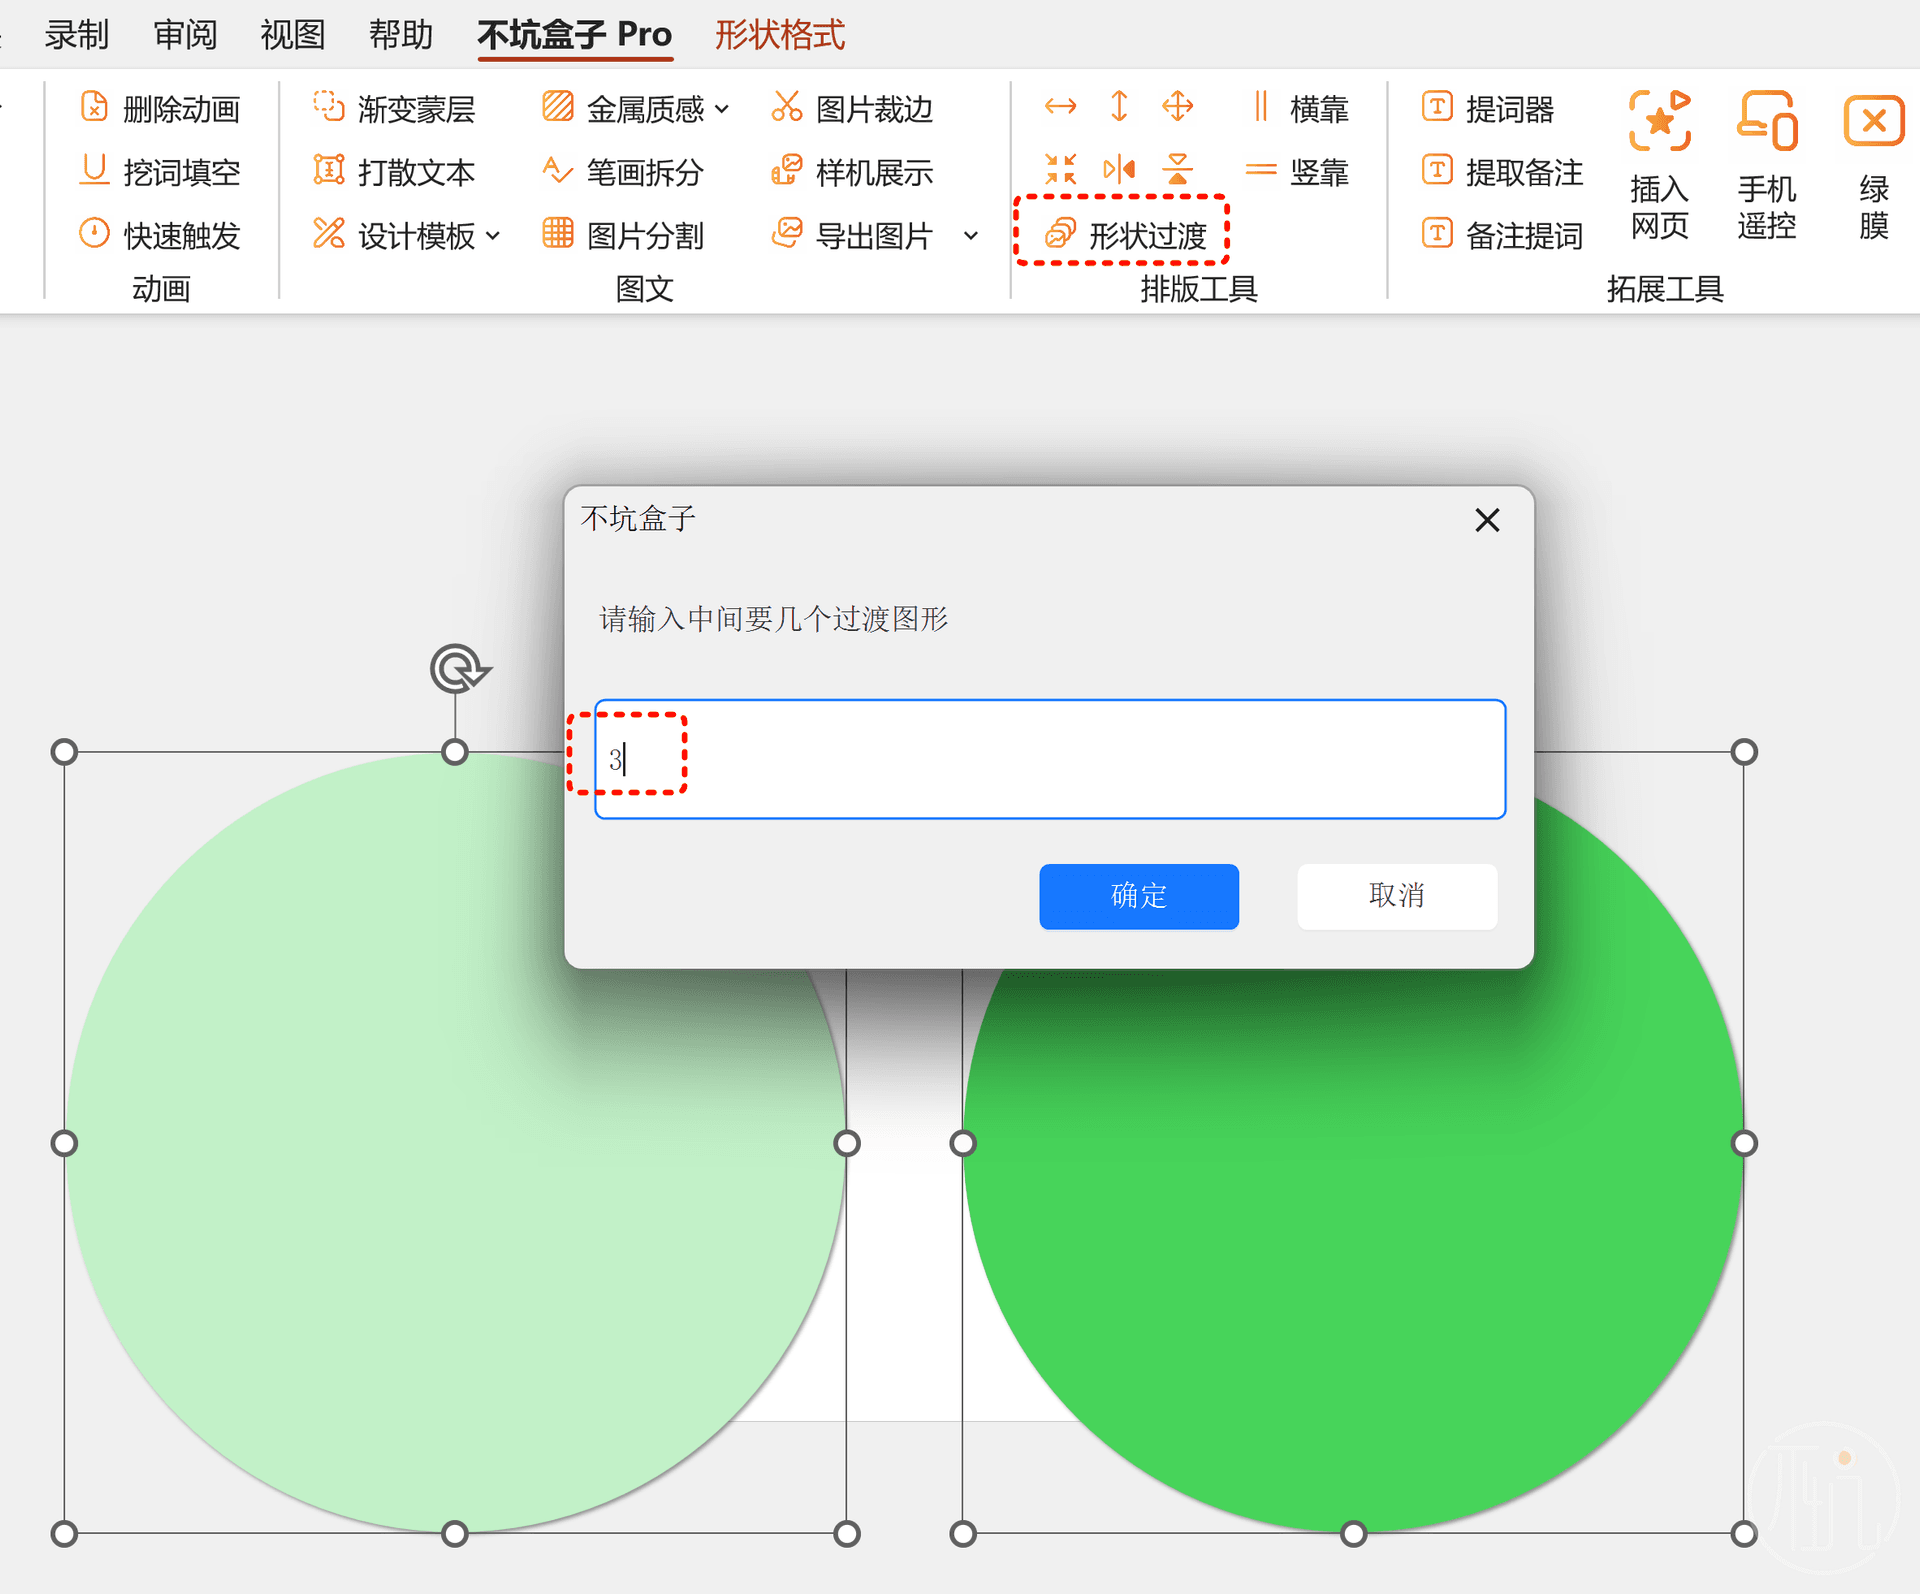 录制 审阅 视图 帮助 不坑盒子 Pro 形状格式
删除动画 渐变蒙层 金属质感 图片裁边 横靠 提词器
挖词填空 打散文本 笔画拆分 样机展示 竖靠 提取备注
快速触发 设计模板 图片分割 导出图片 形状过渡 备注提词
插入
网页
手机
遥控
绿
膜
动画 图文 排版工具 拓展工具
不坑盒子
请输入中间要几个过渡图形
3
确定 取消